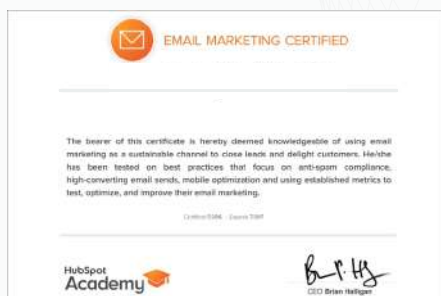 EMAIL MARKETING CERTIFIED
The bearer of this certificate is hereby deemed knowledgeable of using email
marketing as a sustainable channel to close leads and delight customers. He/she
has been tested on best practices that focus on anti-spam compliance,
high-converting email sends, mobile optimization and using established metrics to
test, optimize, and improve their email marketing.
HubSpot
Academy
CEO Brian Halligan